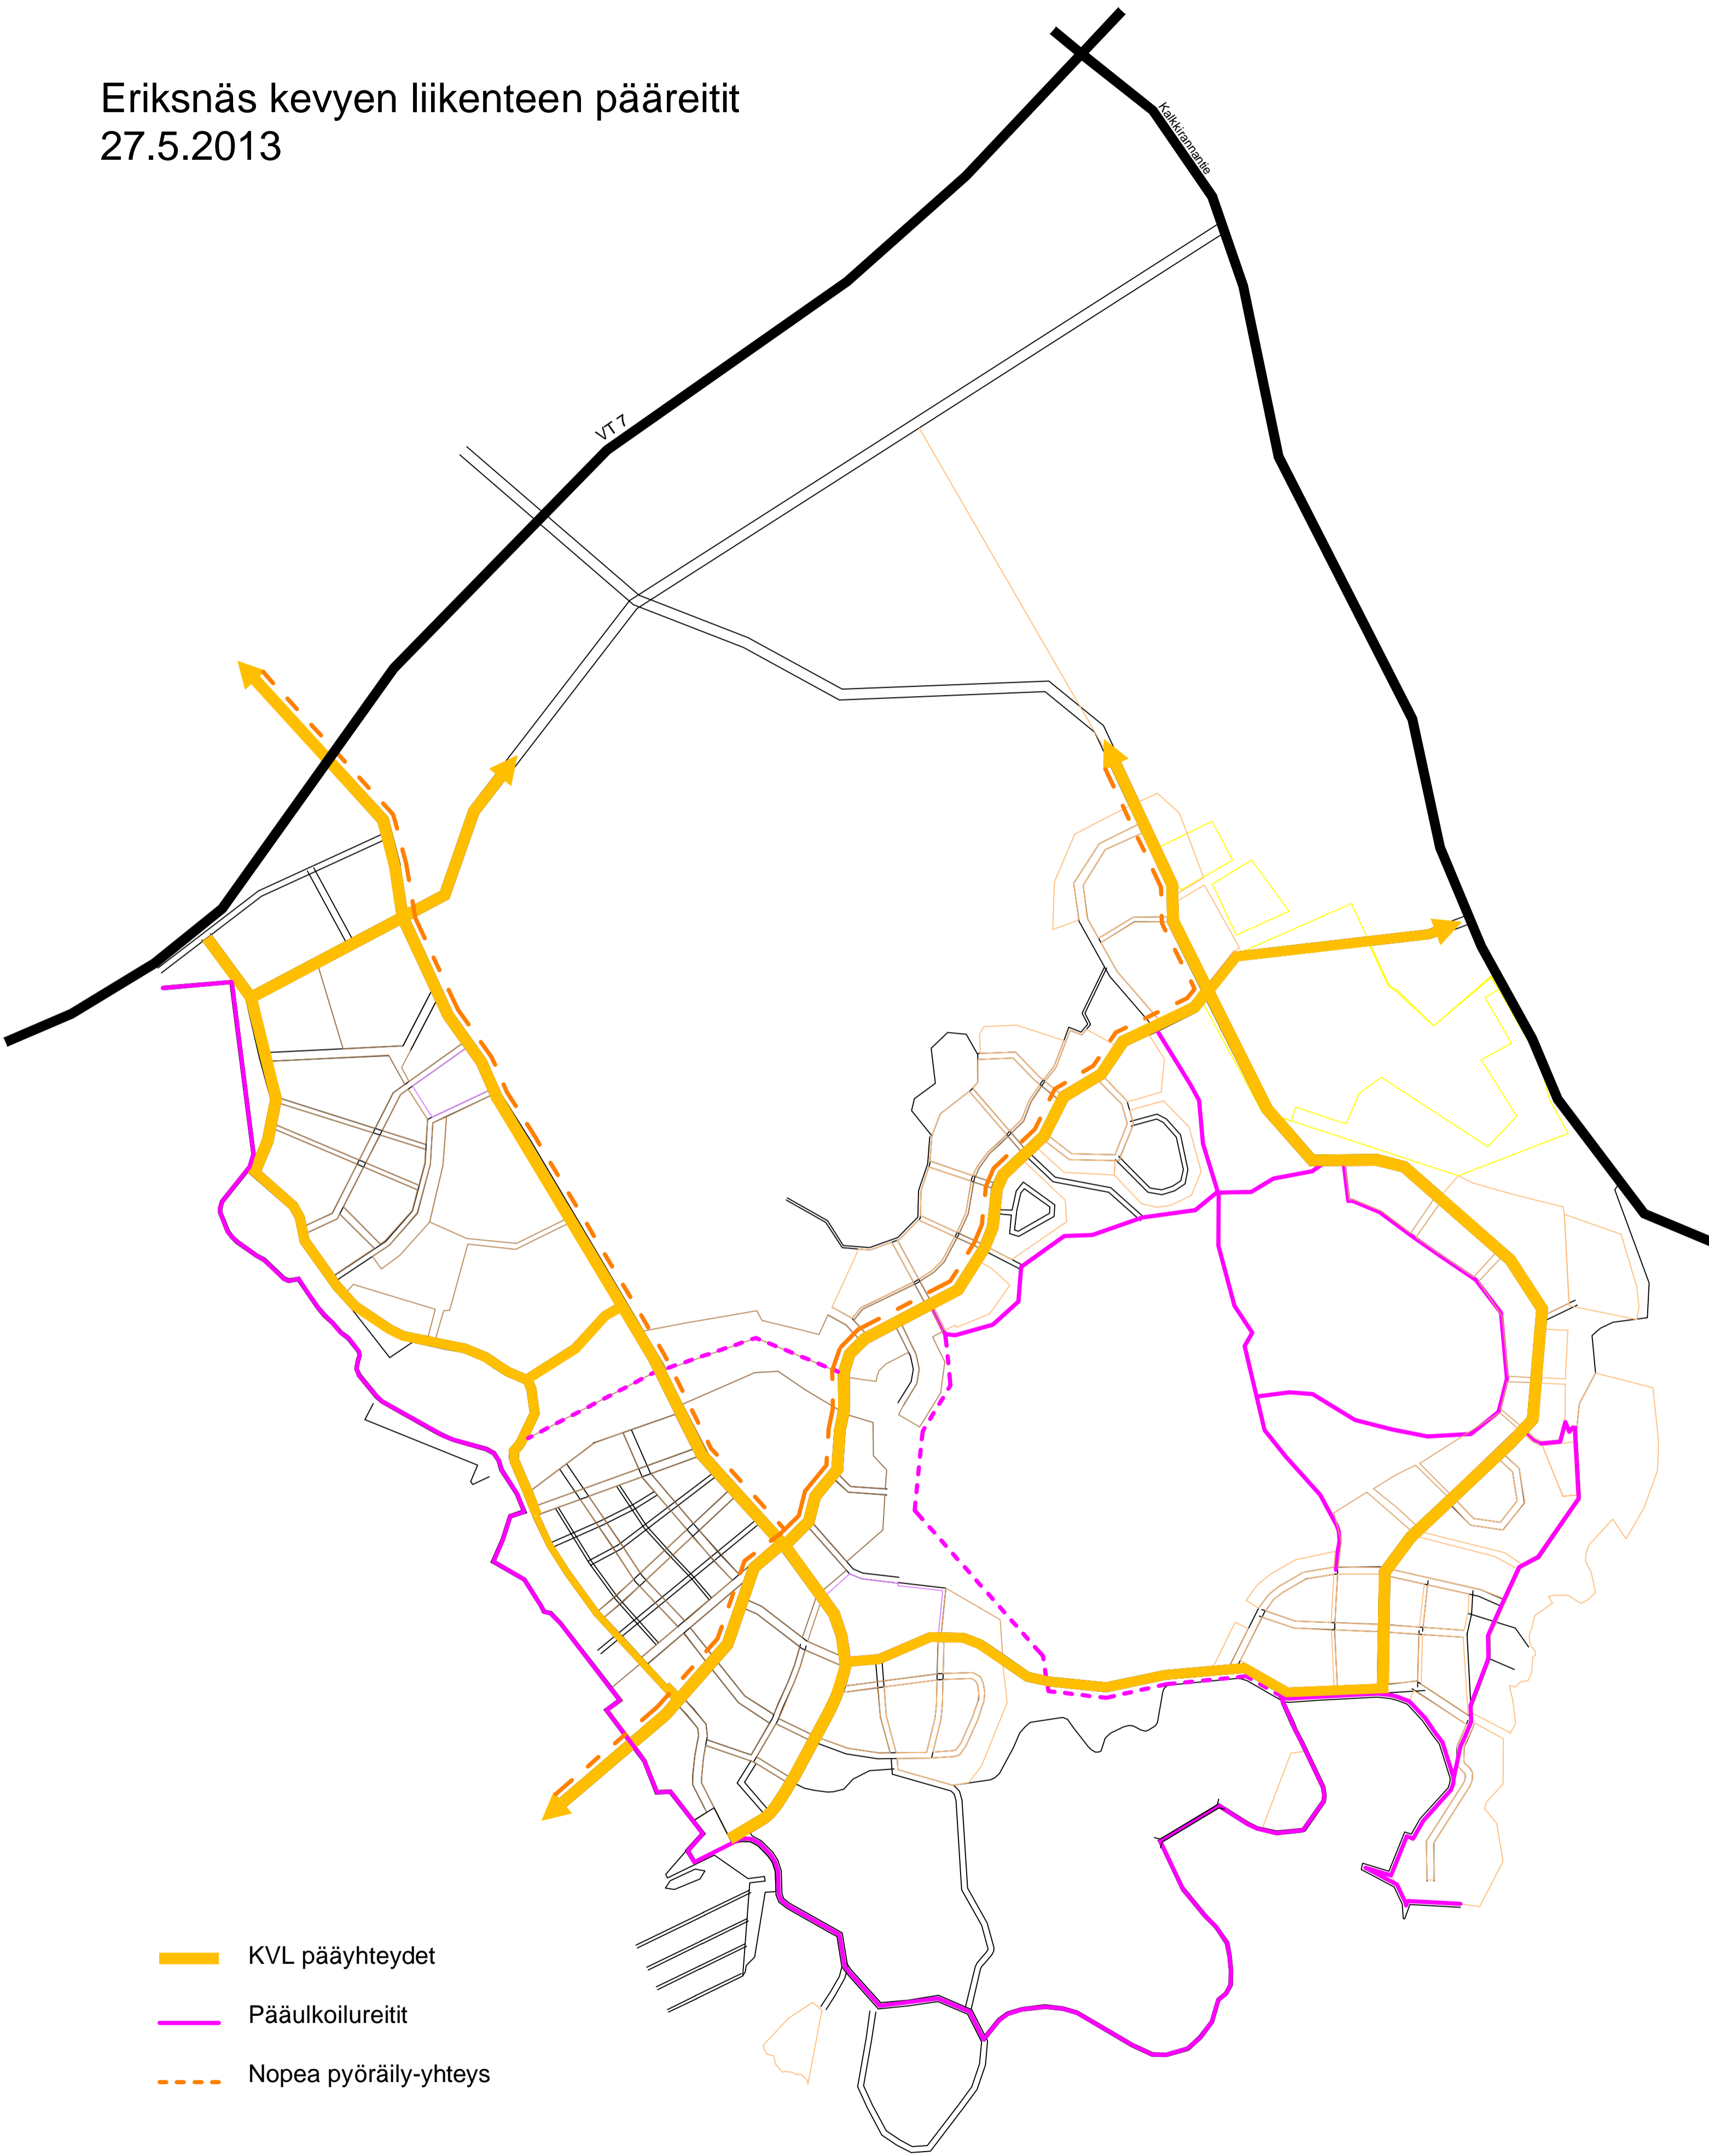 Eriksnäs kevyen liikenteen pääreitit
27.5.2013
Kalkkirannantie
VT 7
KVL pääyhteydet
Pääulkoilureitit
Nopea pyöräily-yhteys